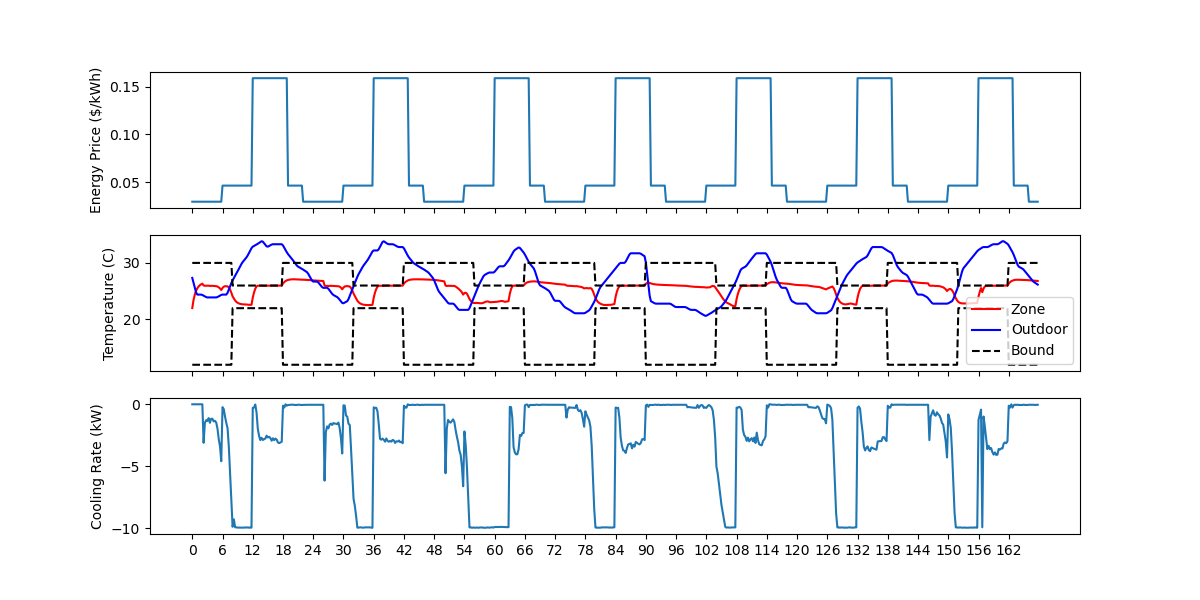 Energy Price ($/kWh)
0.15
0.10
0.05
Temperature (C)
30
20
Zone
Outdoor
Bound
Cooling Rate (kW)
0
−5
−10
0 6 12 18 24 30 36 42 48 54 60 66 72 78 84 90 96 102 108 114 120 126 132 138 144 150 156 162